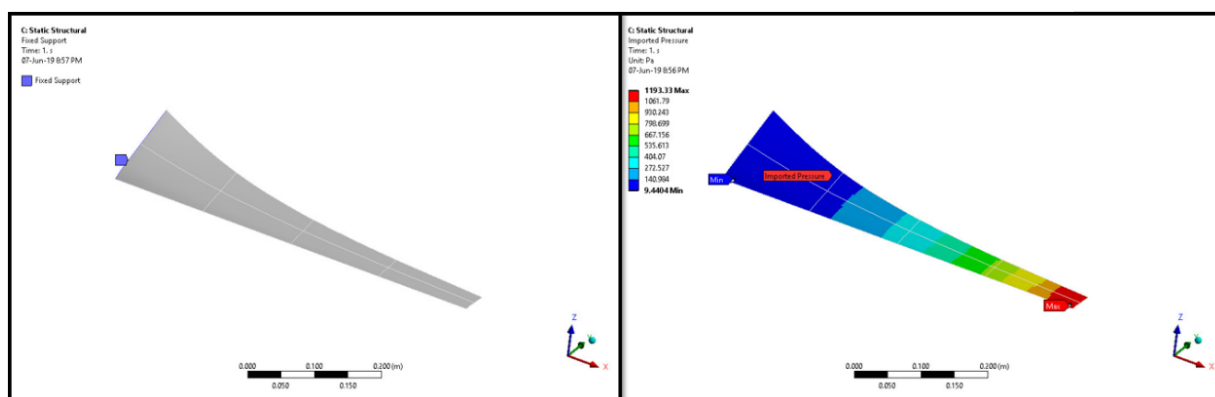 C: Static Structural
Fixed Support
Time: 1. s
07-Jun-19 8:57 PM
Fixed Support
0.000
0.100
0.200 (m)
0.050
0.150
Z
X
C: Static Structural
Imported Pressure
Time: 1. s
Unit: Pa
07-Jun-19 8:56 PM
1193.33 Max
1061.79
930.243
798.699
667.156
535.613
404.07
272.527
140.984
9.4404 Min
Min
Imported Pressure
Max
0.000
0.100
0.200 (m)
0.050
0.150
Z
X